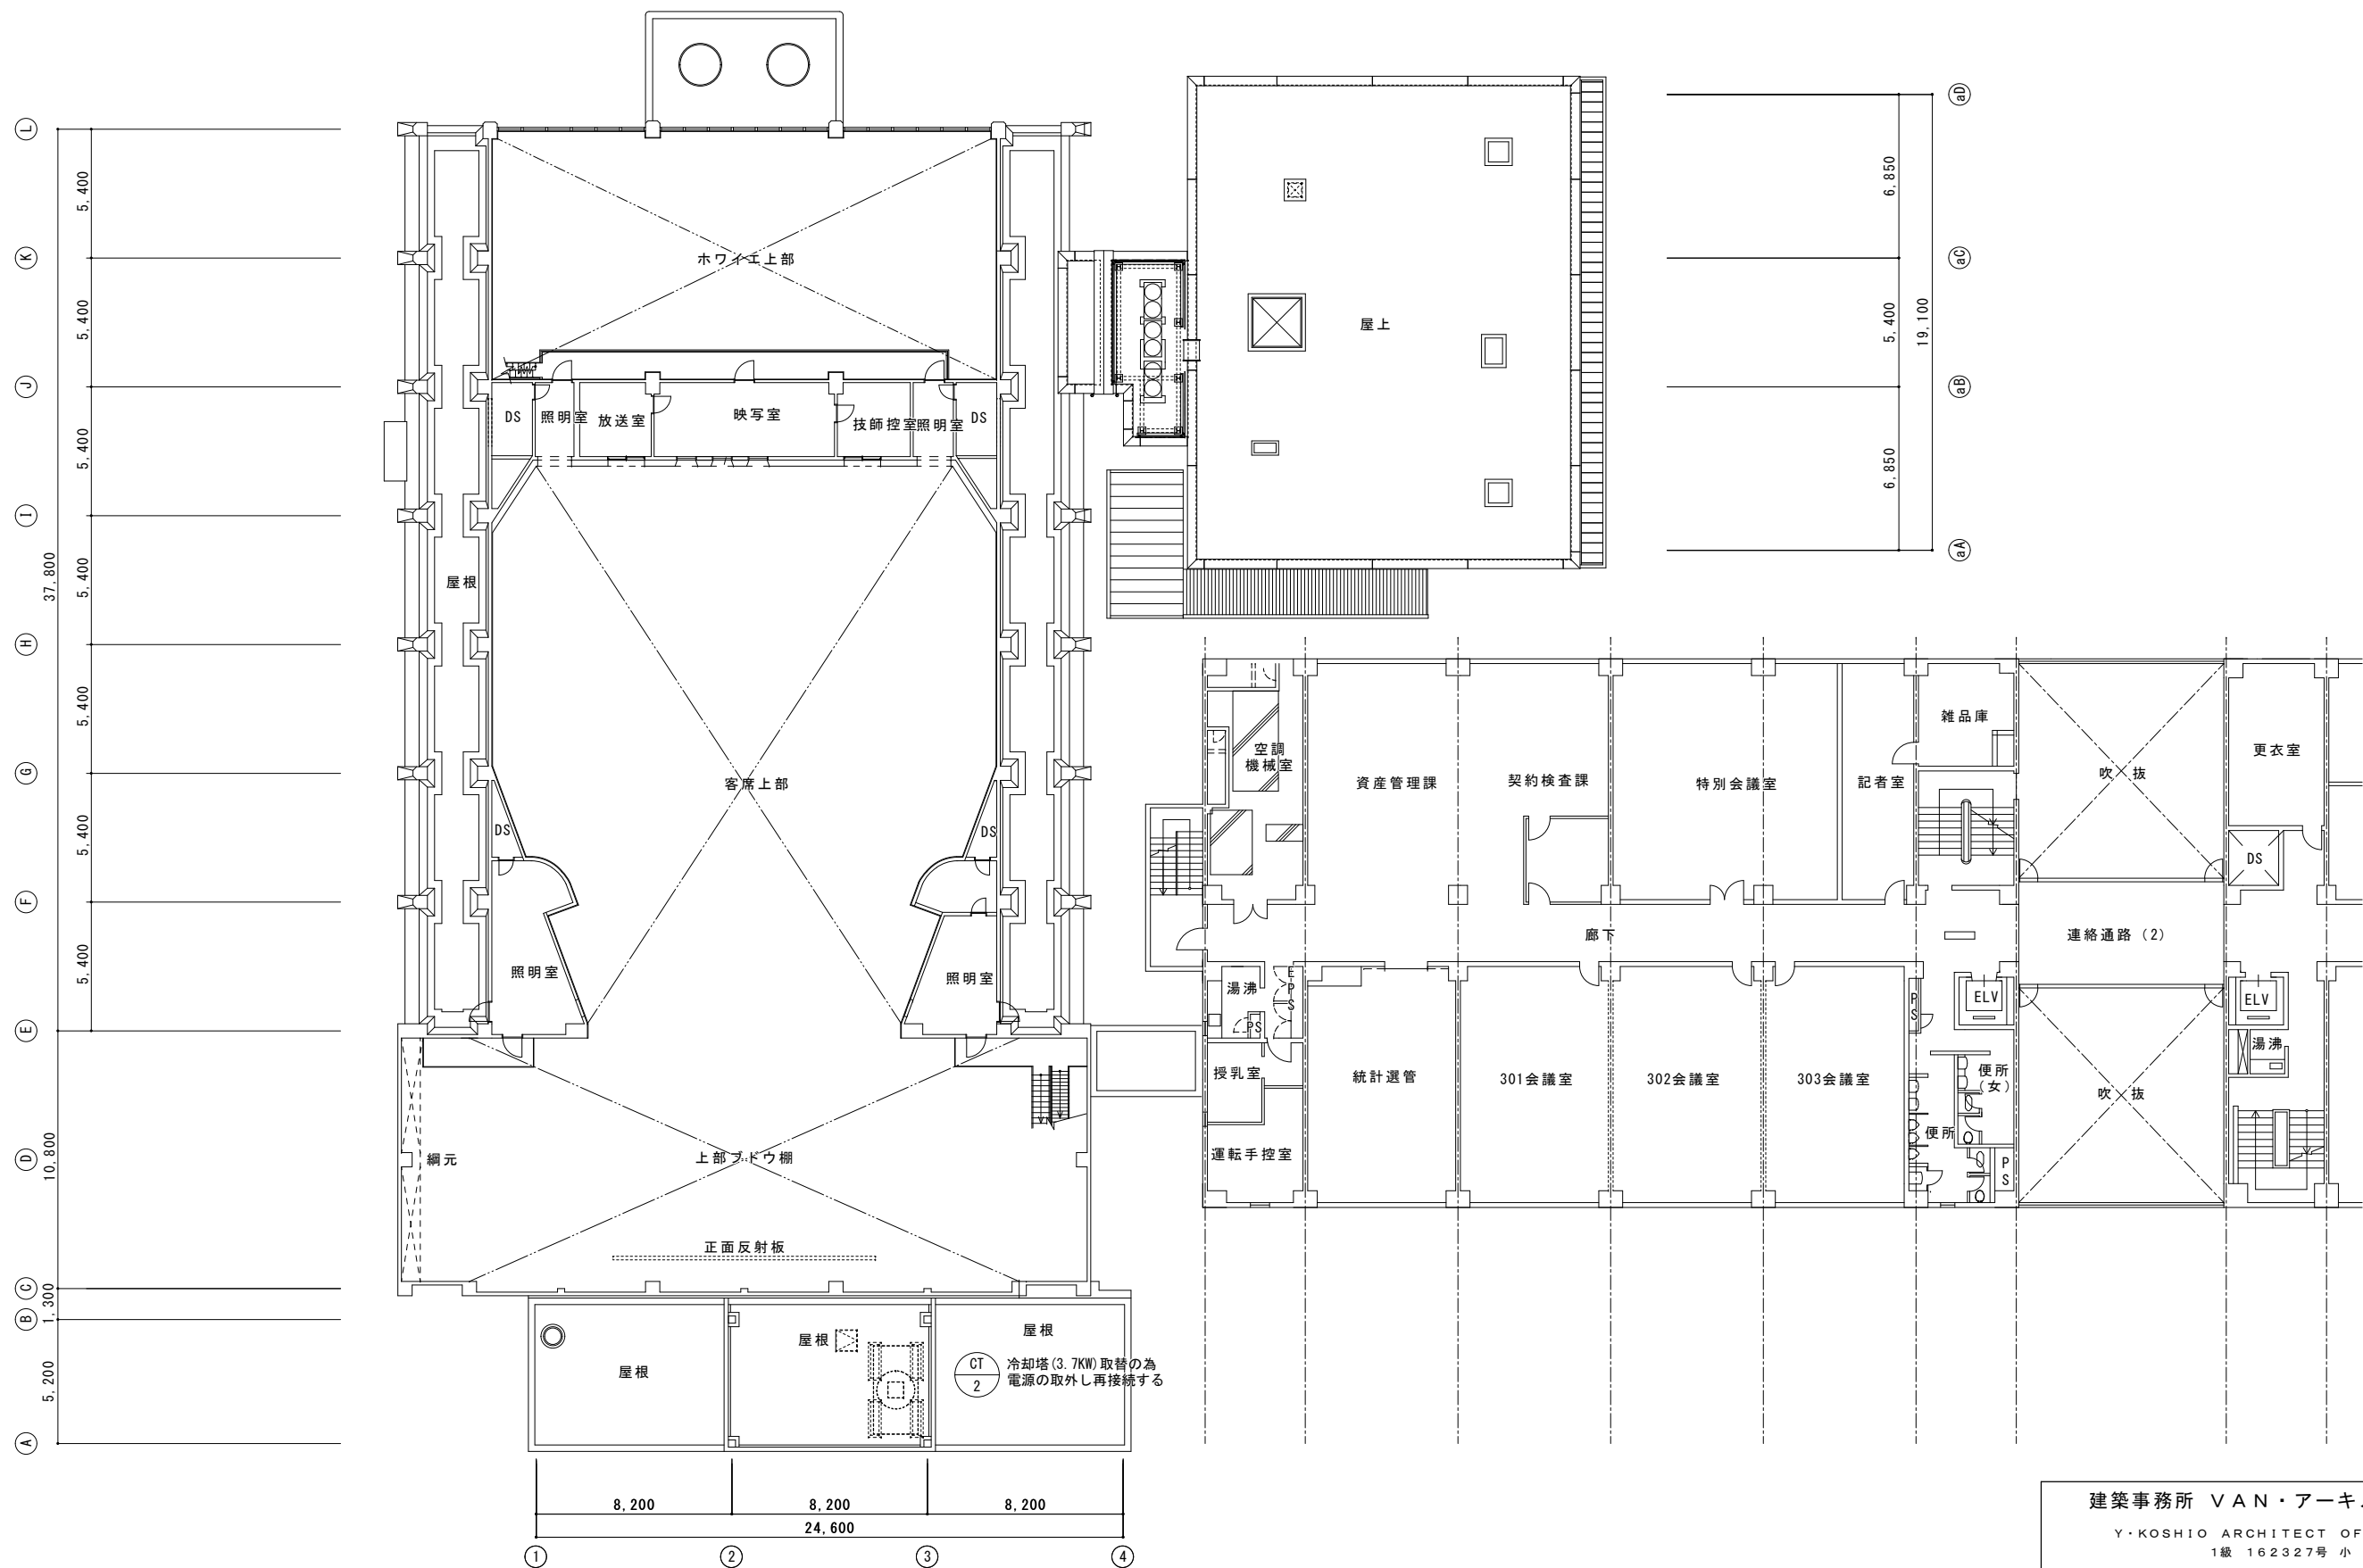 aD
L
6,850
5,400
K
aC
ホワイエ上部
5,400
屋上
5,400
19,100
J
aB
DS
照明室
放送室
映写室
技師控室
照明室
DS
5,400
6,850
I
aA
37,800
5,400
屋根
H
5,400
雑品庫
空調
機械室
更衣室
G
客席上部
資産管理課
契約検査課
特別会議室
記者室
吹抜
5,400
DS
DS
DS
F
廊下
連絡通路(2)
5,400
照明室
照明室
湯沸
EPS
PS
PS
ELV
ELV
E
湯沸
授乳室
統計選管
301会議室
302会議室
303会議室
便所
(女)
吹抜
便所
D
10,800
綱元
上部ブドウ棚
運転手控室
PS
正面反射板
C
1,300
B
屋根
屋根
屋根
CT
2
冷却塔(3.7KW)取替の為
電源の取外し再接続する
5,200
A
8,200
8,200
8,200
24,600
1
2
3
4
建築事務所 VAN・アーキ
Y・KOSHIO ARCHITECT OF
1級 162327号 小